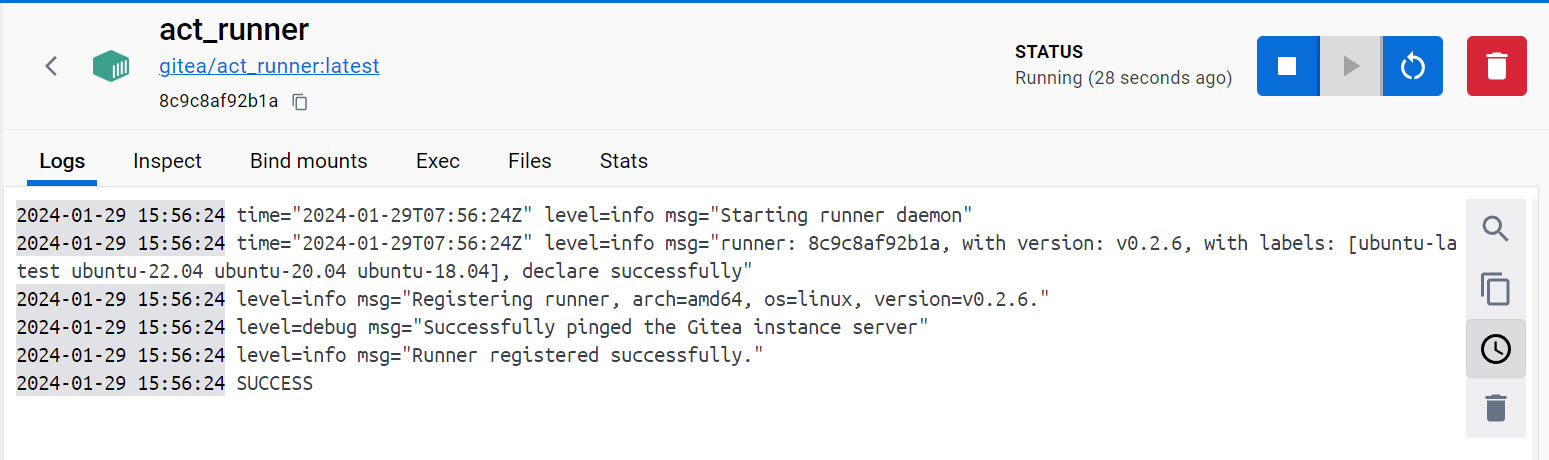 act_runner
gitea/act_runner:latest
8c9c8af92b1a
STATUS
Running (28 seconds ago)
Logs Inspect Bind mounts Exec Files Stats
2024-01-29 15:56:24 time="2024-01-29T07:56:24Z" level=info msg="Starting runner daemon"
2024-01-29 15:56:24 time="2024-01-29T07:56:24Z" level=info msg="runner: 8c9c8af92b1a, with version: v0.2.6, with labels: [ubuntu-la
test ubuntu-22.04 ubuntu-20.04 ubuntu-18.04], declare successfully"
2024-01-29 15:56:24 level=info msg="Registering runner, arch=amd64, os=linux, version=v0.2.6."
2024-01-29 15:56:24 level=debug msg="Successfully pinged the Gitea instance server"
2024-01-29 15:56:24 level=info msg="Runner registered successfully."
2024-01-29 15:56:24 SUCCESS